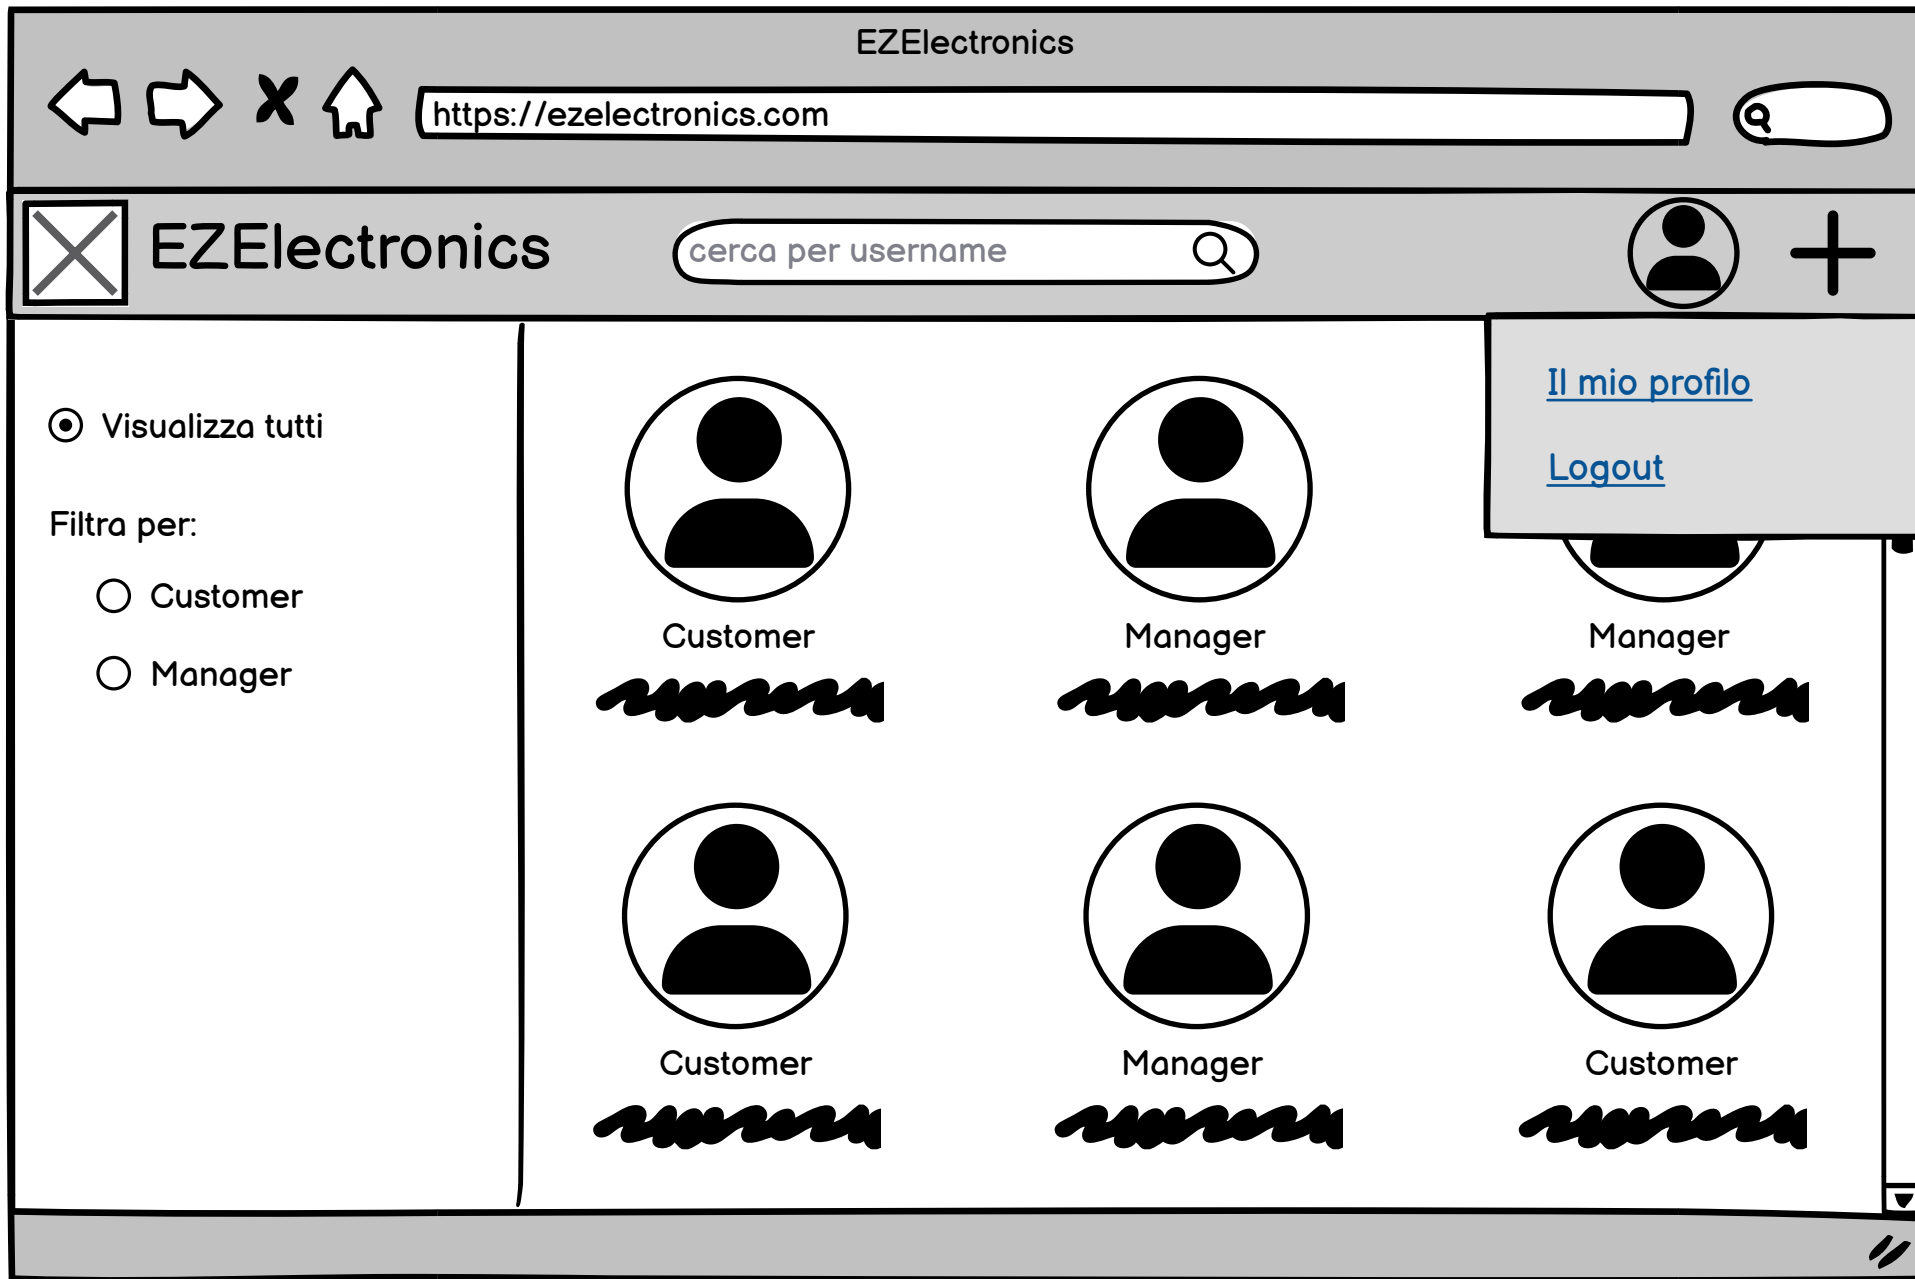 EZElectronics
https://ezelectronics.com
EZElectronics
cerca per username
Il mio profilo
Logout
Visualizza tutti
Filtra per:
Customer
Manager
Customer
Manager
Manager
Customer
Manager
Customer